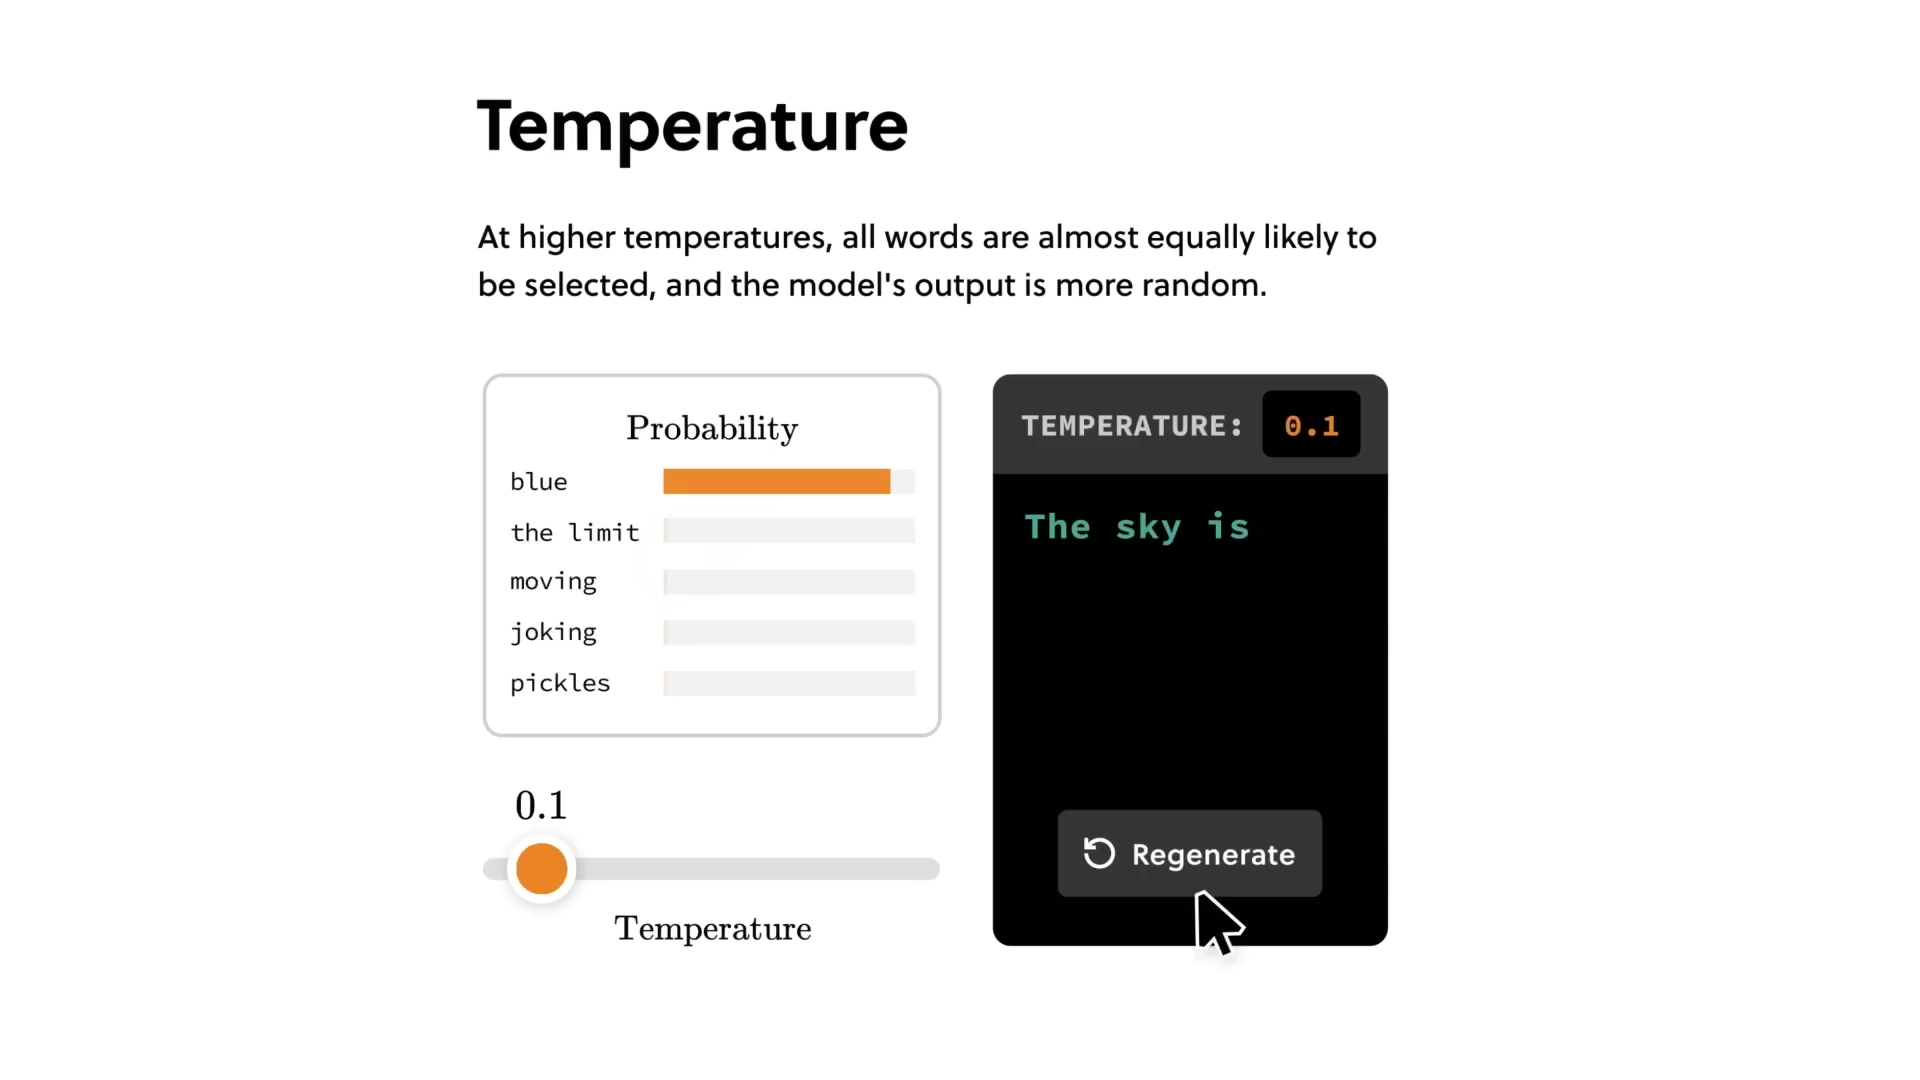 Temperature
At higher temperatures, all words are almost equally likely to
be selected, and the model's output is more random.
Probability
blue
the limit
moving
joking
pickles
0.1
Temperature
TEMPERATURE: 0.1
The sky is
Regenerate